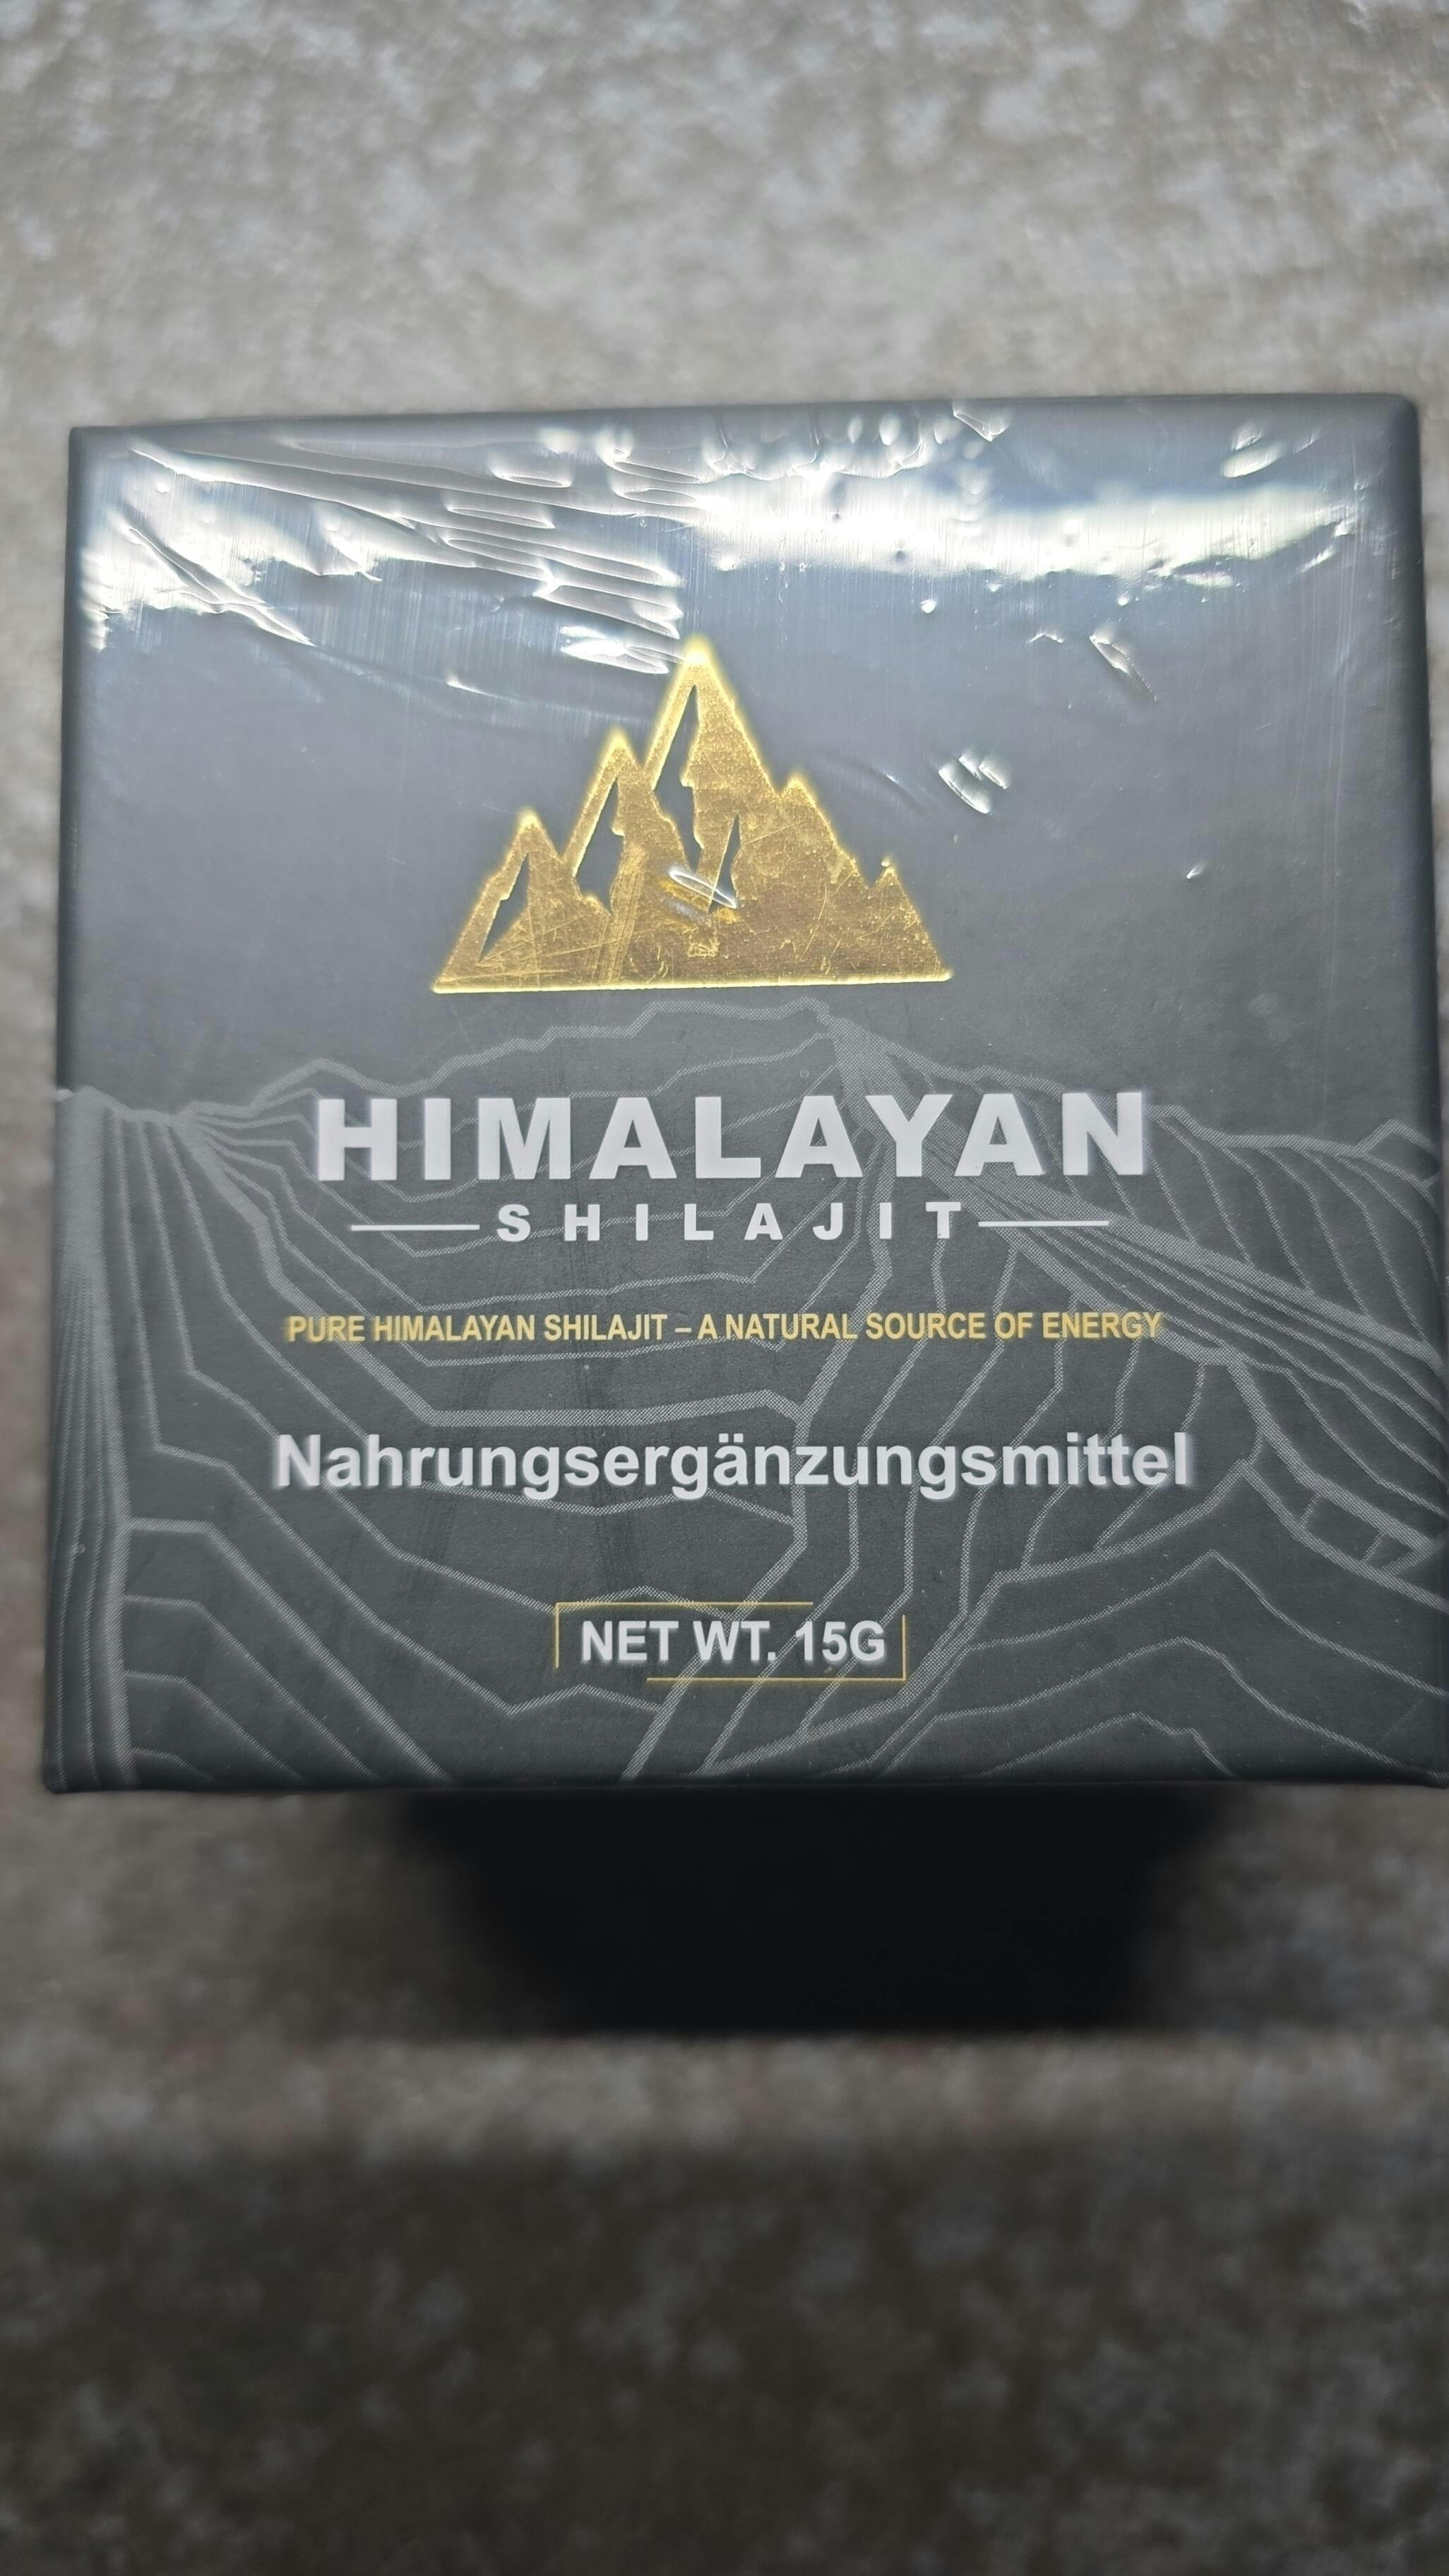 HIMALAYAN
SHILAJIT
PURE HIMALAYAN SHILAJIT – A NATURAL SOURCE OF ENERGY
Nahrungsergänzungsmittel
NET WT. 15G